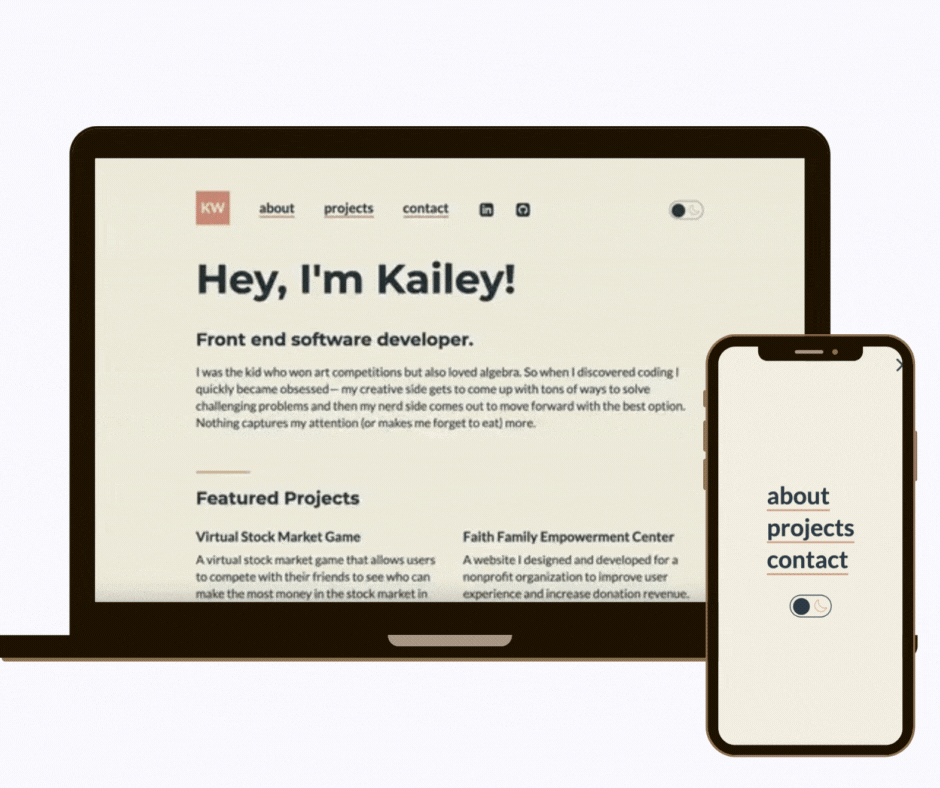 KW about projects contact
Hey, I'm Kailey!
Front end software developer.
I was the kid who won art competitions but also loved algebra. So when I discovered coding I
quickly became obsessed— my creative side gets to come up with tons of ways to solve
challenging problems and then my nerd side comes out to move forward with the best option.
Nothing captures my attention (or makes me forget to eat) more.
Featured Projects
Virtual Stock Market Game
A virtual stock market game that allows users
to compete with their friends to see who can
make the most money in the stock market in
Faith Family Empowerment Center
A website I designed and developed for a
nonprofit organization to improve user
experience and increase donation revenue.
about
projects
contact